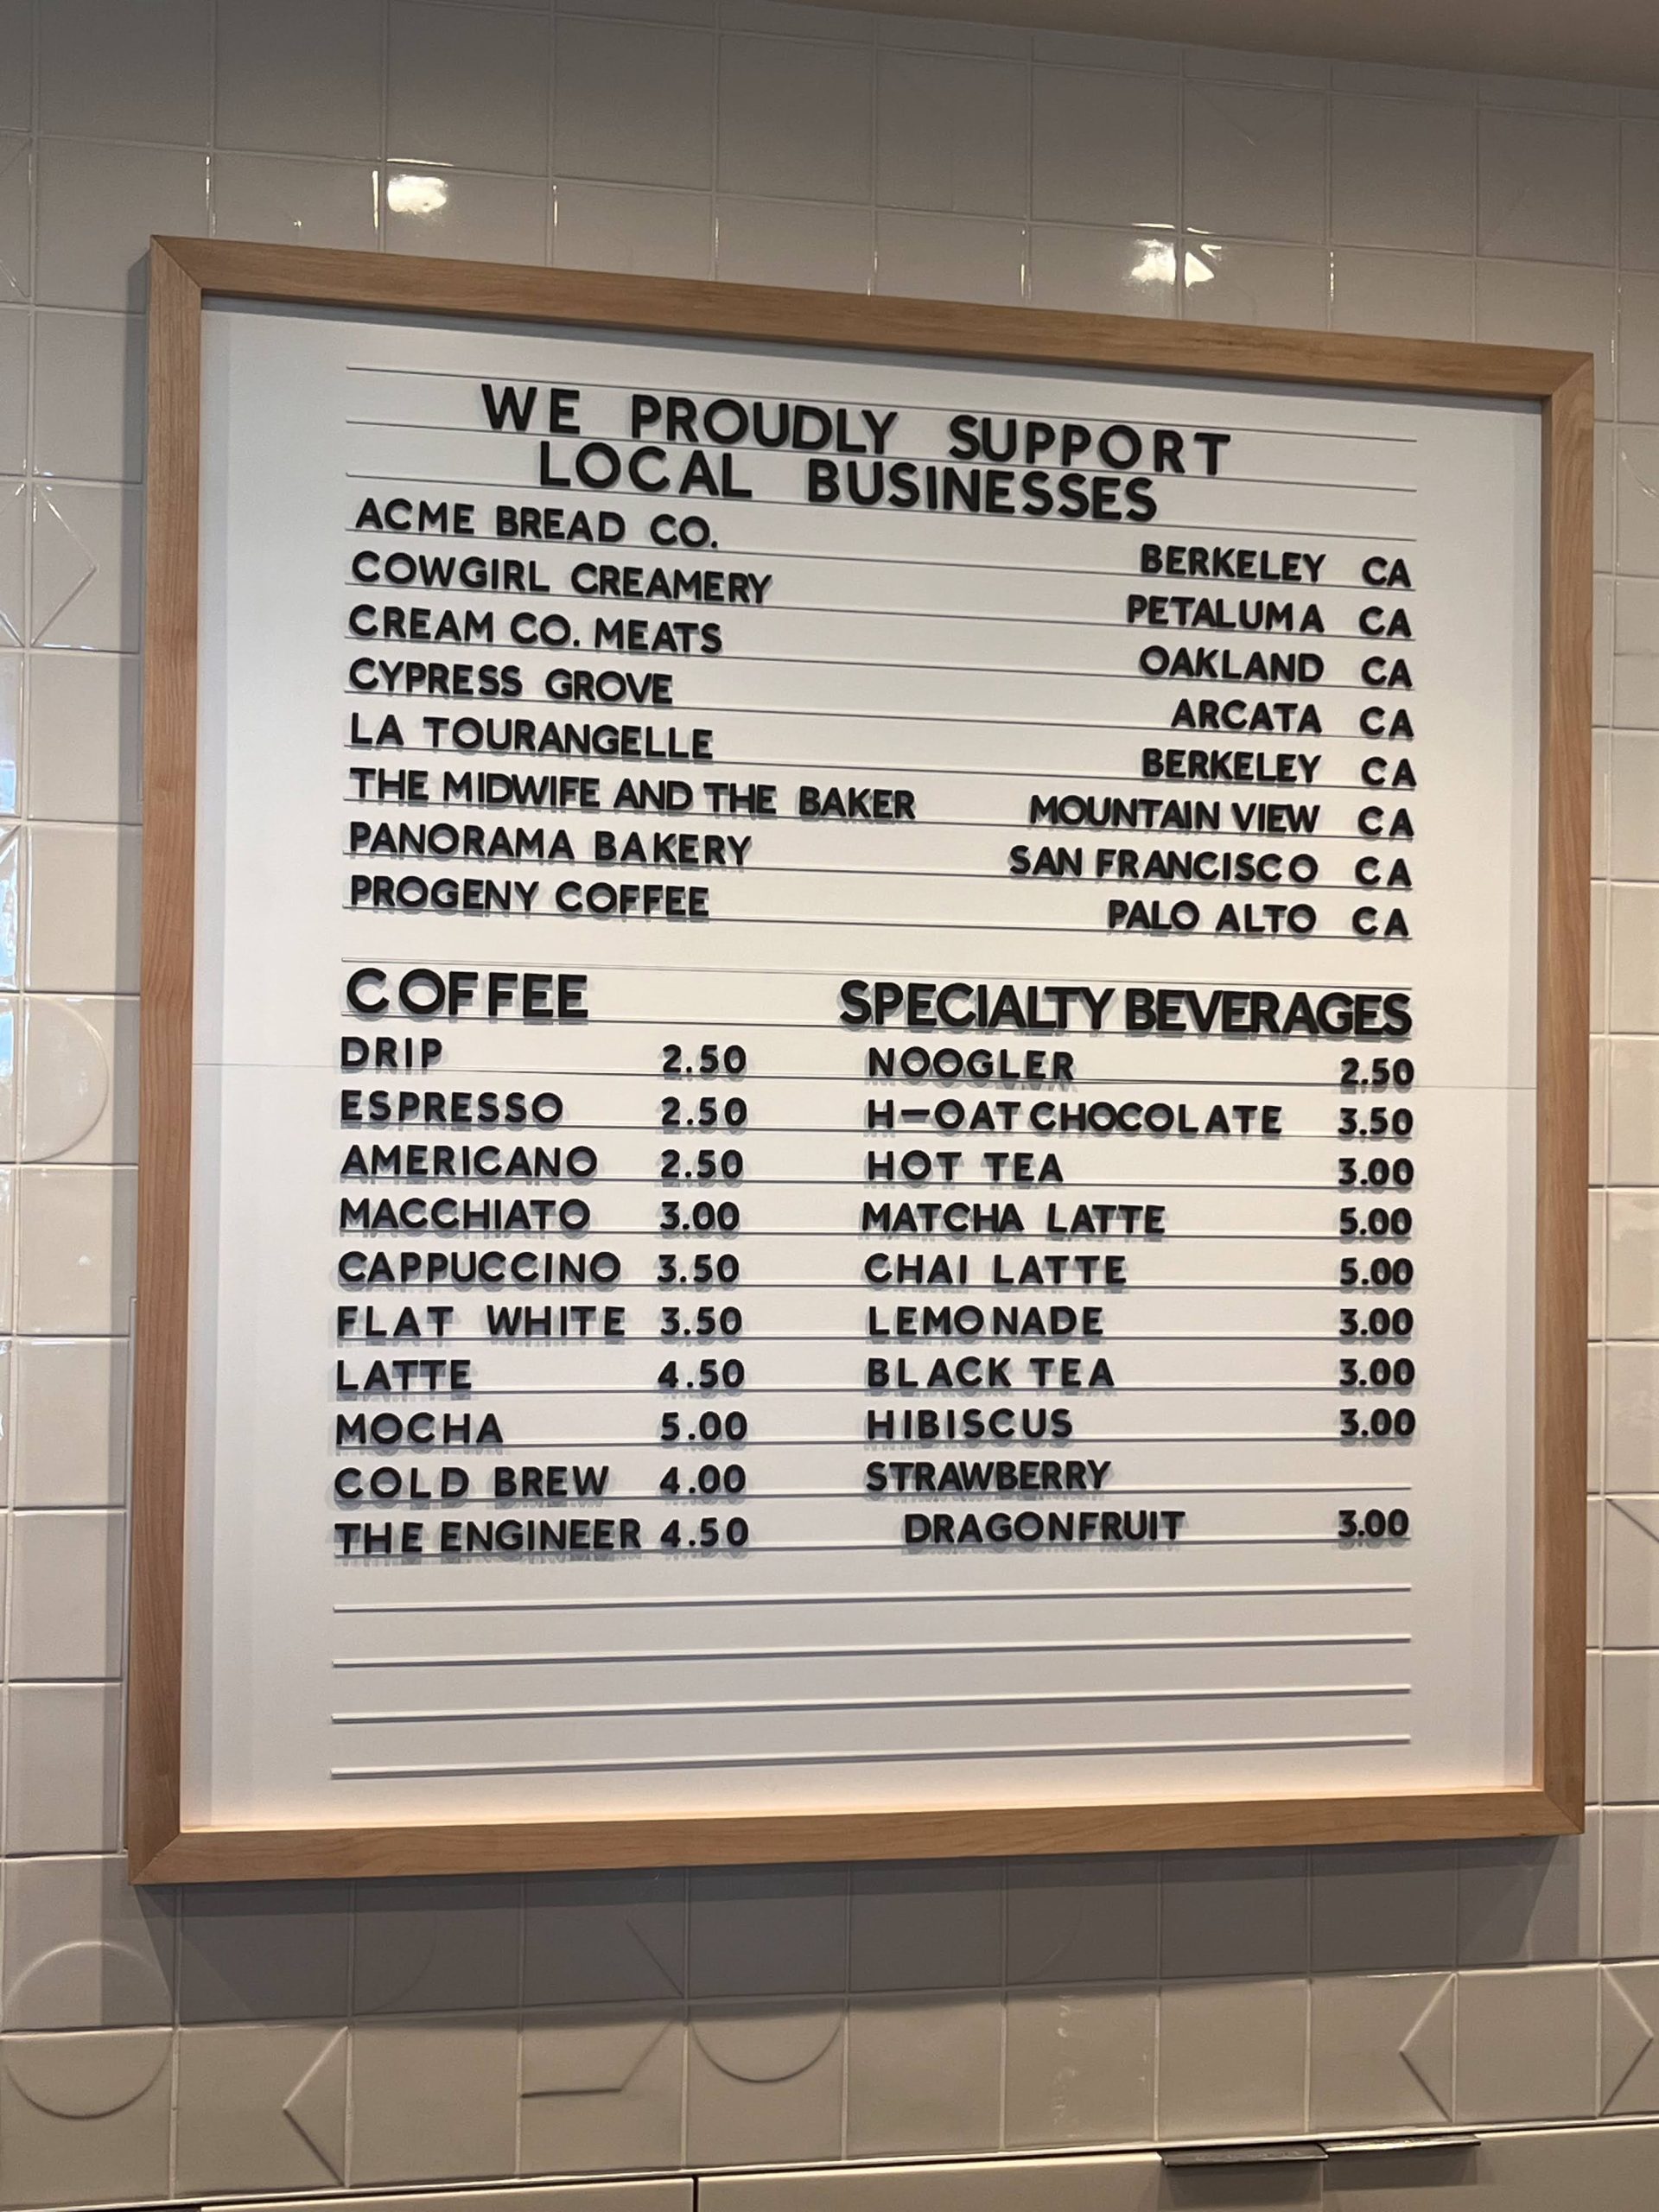 WE PROUDLY SUPPORT
LOCAL BUSINESSES
ACME BREAD CO. BERKELEY CA
COWGIRL CREAMERY PETALUMA CA
CREAM CO. MEATS OAKLAND CA
CYPRESS GROVE ARCATA CA
LA TOURANGELLE BERKELEY CA
THE MIDWIFE AND THE BAKER MOUNTAIN VIEW CA
PANORAMA BAKERY SAN FRANCISCO CA
PROGENY COFFEE PALO ALTO CA
COFFEE
DRIP 2.50
ESPRESSO 2.50
AMERICANO 2.50
MACCHIATO 3.00
CAPPUCCINO 3.50
FLAT WHITE 3.50
LATTE 4.50
MOCHA 5.00
COLD BREW 4.00
THE ENGINEER 4.50
SPECIALTY BEVERAGES
NOOGLER 2.50
H-OAT CHOCOLATE 3.50
HOT TEA 3.00
MATCHA LATTE 5.00
CHAI LATTE 5.00
LEMONADE 3.00
BLACK TEA 3.00
HIBISCUS 3.00
STRAWBERRY
DRAGONFRUIT 3.00